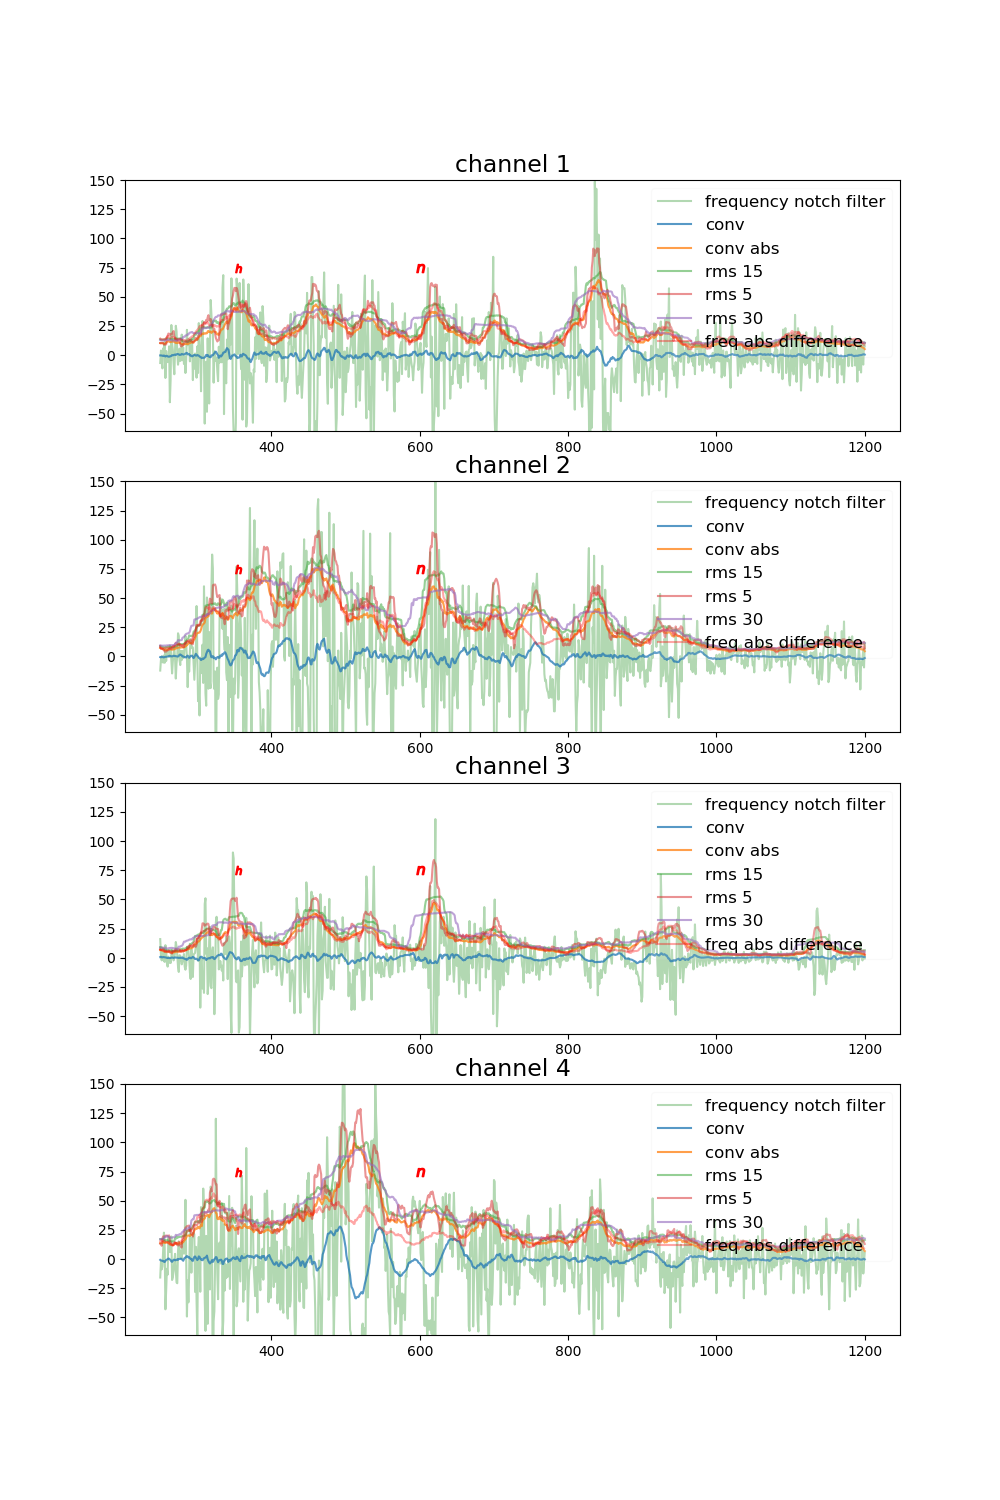 channel 1
150
125
100
75
50
25
0
−25
−50
h
n
frequency notch filter
conv
conv abs
rms 15
rms 5
rms 30
freq abs difference
400 600 800 1000 1200
channel 2
150
125
100
75
50
25
0
−25
−50
h
n
frequency notch filter
conv
conv abs
rms 15
rms 5
rms 30
freq abs difference
400 600 800 1000 1200
channel 3
150
125
100
75
50
25
0
−25
−50
h
n
frequency notch filter
conv
conv abs
rms 15
rms 5
rms 30
freq abs difference
400 600 800 1000 1200
channel 4
150
125
100
75
50
25
0
−25
−50
h
n
frequency notch filter
conv
conv abs
rms 15
rms 5
rms 30
freq abs difference
400 600 800 1000 1200